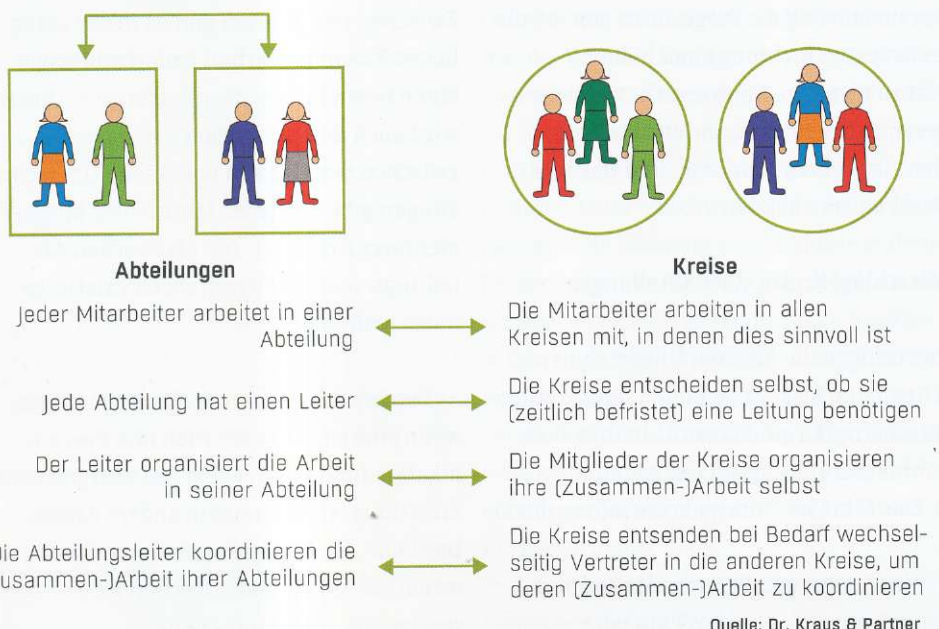 Abteilungen
Kreise
Jeder Mitarbeiter arbeitet in einer
Abteilung
Die Mitarbeiter arbeiten in allen
Kreisen mit, in denen dies sinnvoll ist
Jede Abteilung hat einen Leiter
Die Kreise entscheiden selbst, ob sie
(zeitlich befristet) eine Leitung benötigen
Der Leiter organisiert die Arbeit
in seiner Abteilung
Die Mitglieder der Kreise organisieren
ihre (Zusammen-)Arbeit selbst
Die Abteilungsleiter koordinieren die
Zusammen-)Arbeit ihrer Abteilungen
Die Kreise entsenden bei Bedarf wechsel-
seitig Vertreter in die anderen Kreise, um
deren (Zusammen-)Arbeit zu koordinieren
Quelle: Dr. Kraus & Partner